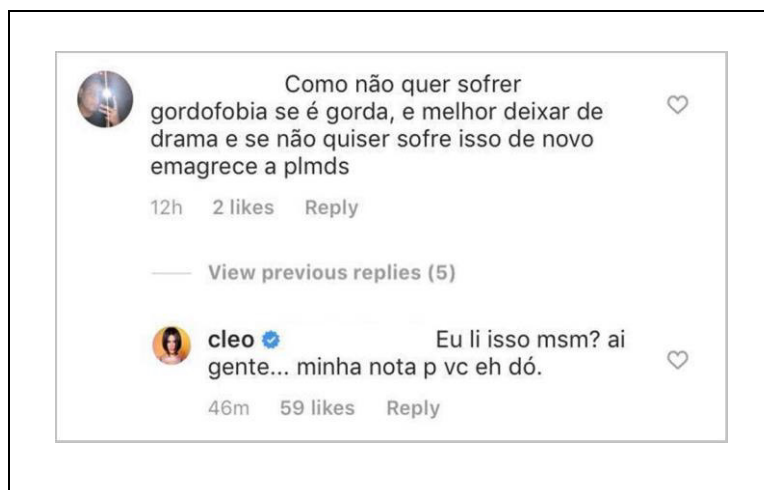 Como não quer sofrer
gordofobia se é gorda, e melhor deixar de
drama e se não quiser sofre isso de novo
emagrece a plmds
12h 2 likes Reply
View previous replies (5)
cleo Eu li isso msm? ai
gente... minha nota p vc eh dó.
46m 59 likes Reply